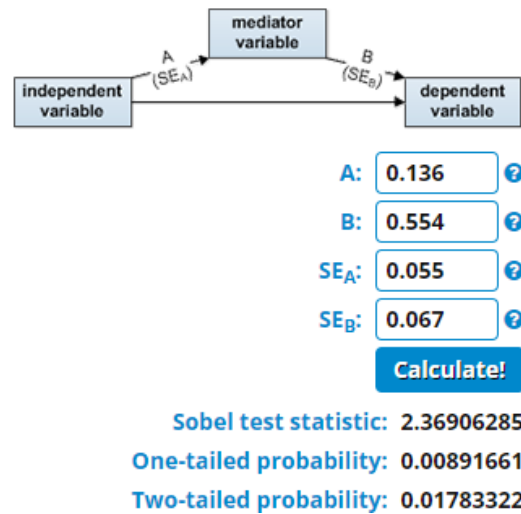 mediator
variable
A
(SEA)
B
(SEB)
independent
variable
dependent
variable
A: 0.136 ?
B: 0.554 ?
SEA: 0.055 ?
SEB: 0.067 ?
Calculate!
Sobel test statistic: 2.36906285
One-tailed probability: 0.00891661
Two-tailed probability: 0.01783322